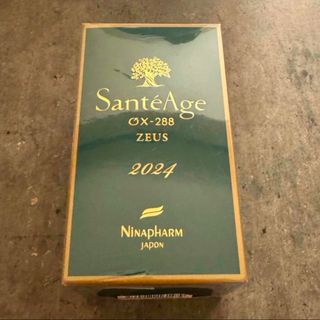 SantéAge
OX-288
ZEUS
2024
NINAPHARM
JAPON